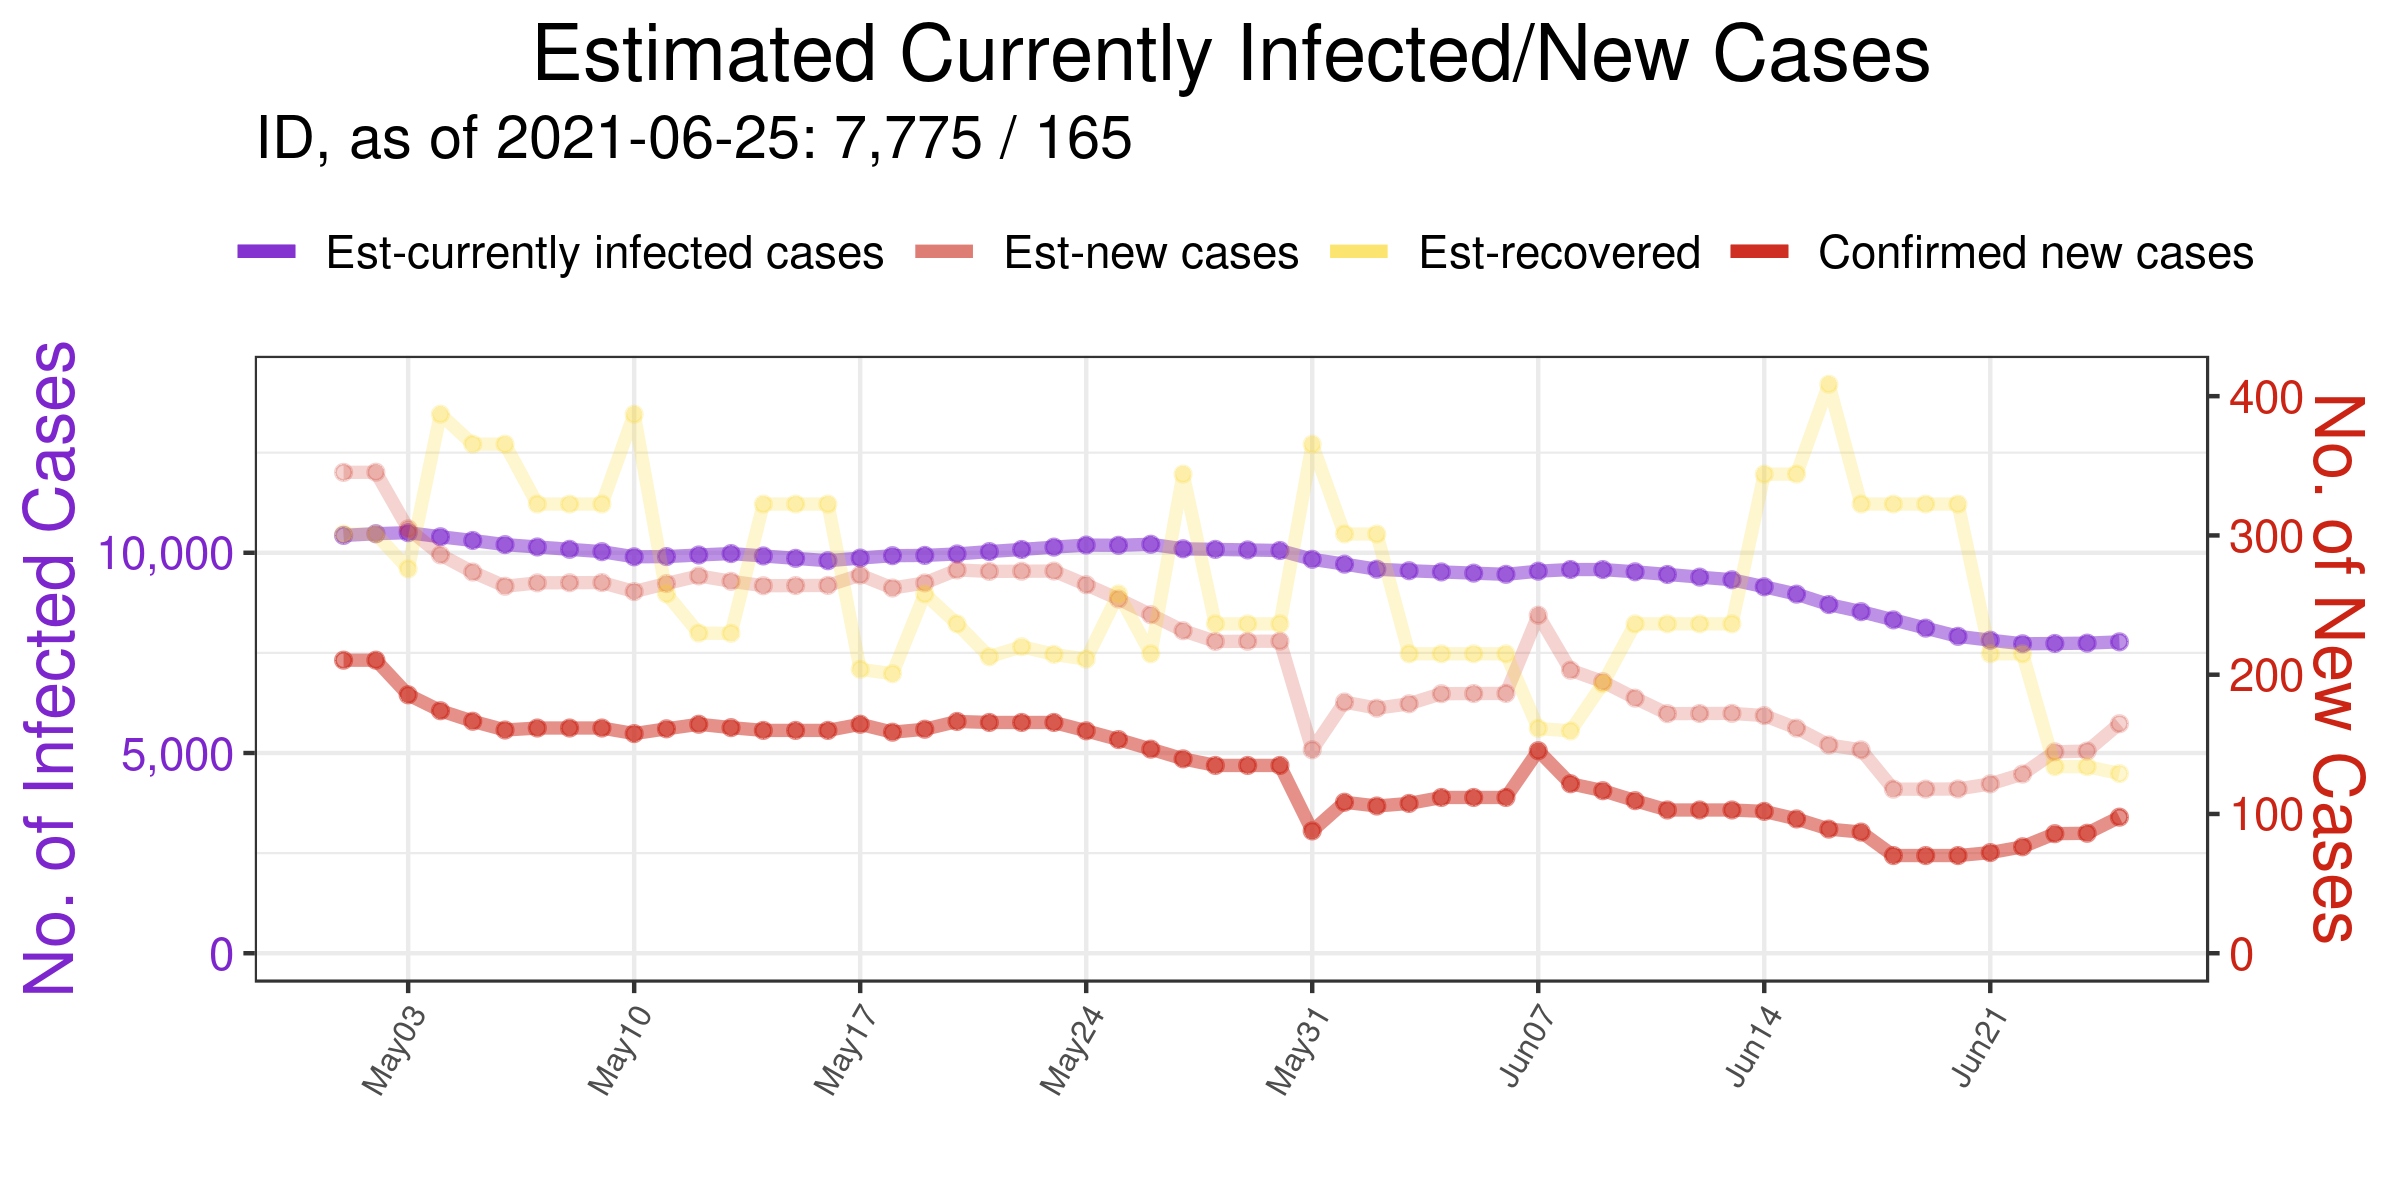 Estimated Currently Infected/New Cases
ID, as of 2021-06-25: 7,775 / 165
Est-currently infected cases
Est-new cases
Est-recovered
Confirmed new cases
No. of Infected Cases
10,000
5,000
0
400
300
200
100
0
No. of New Cases
May03
May10
May17
May24
May31
Jun07
Jun14
Jun21